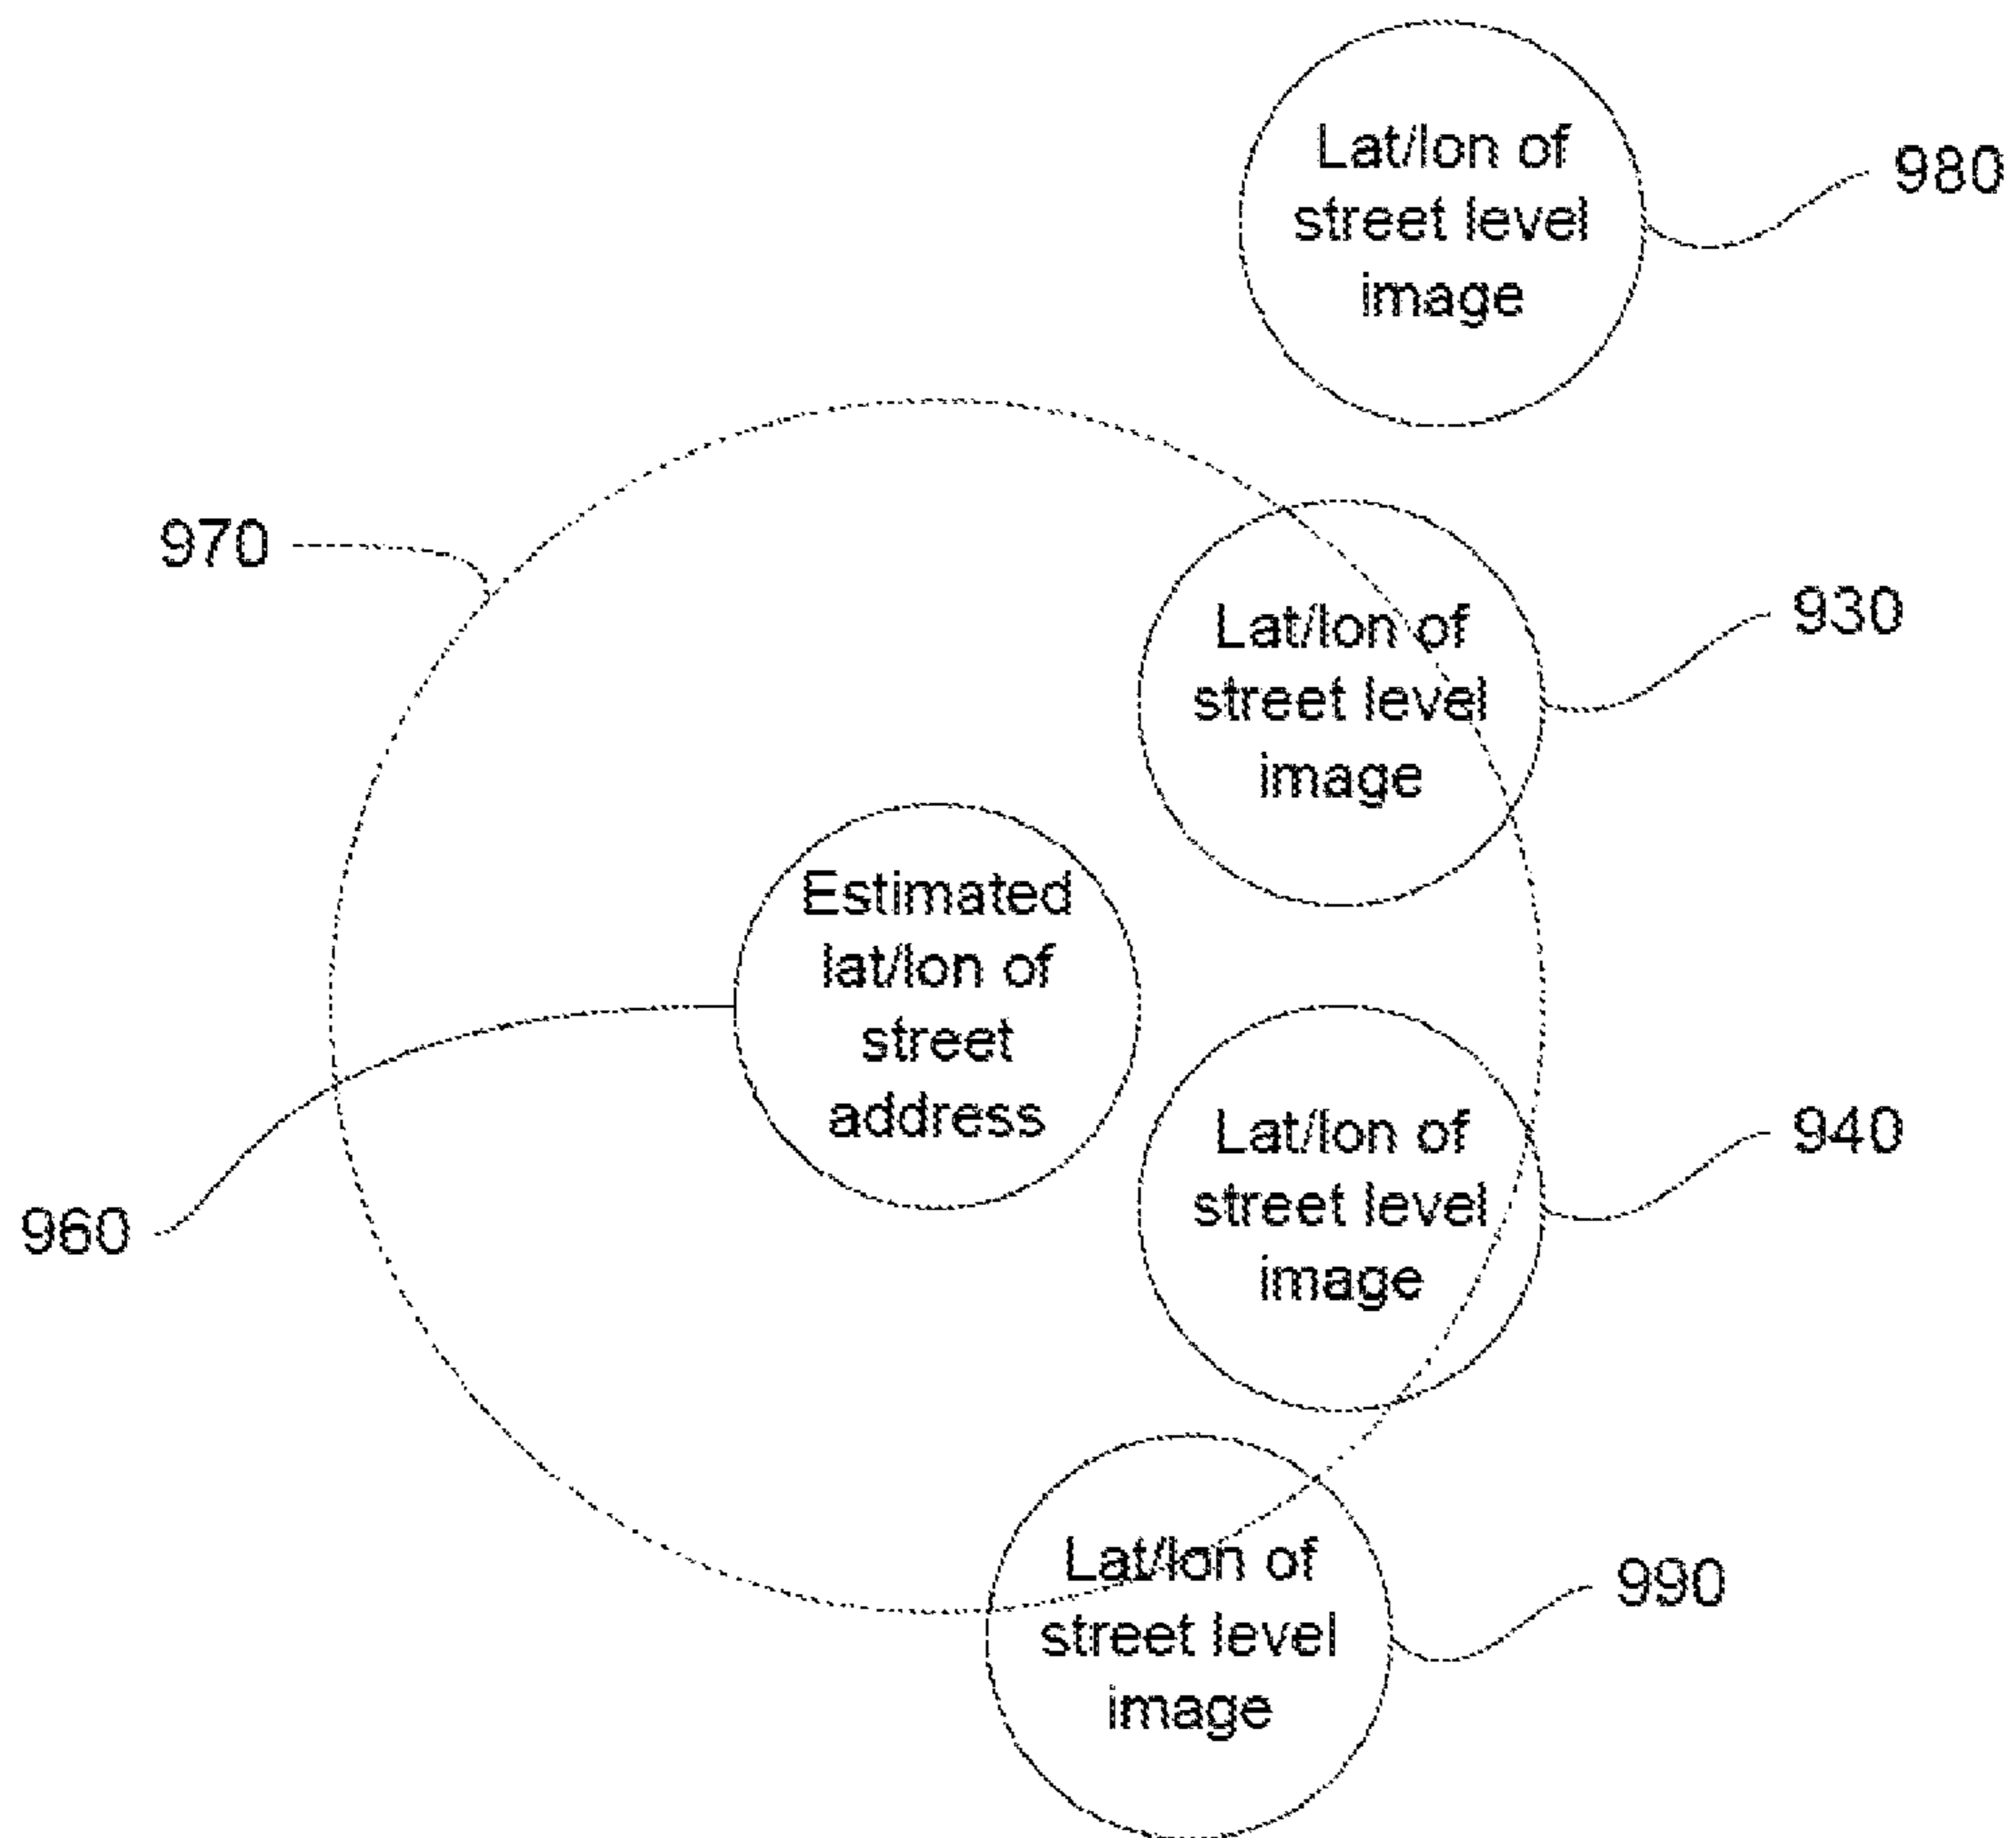 Lat/lon of
street level
image
980
970
Lat/lon of
street level
image
930
Estimated
lat/lon of
street
address
960
Lat/lon of
street level
image
940
Lat/lon of
street level
image
990